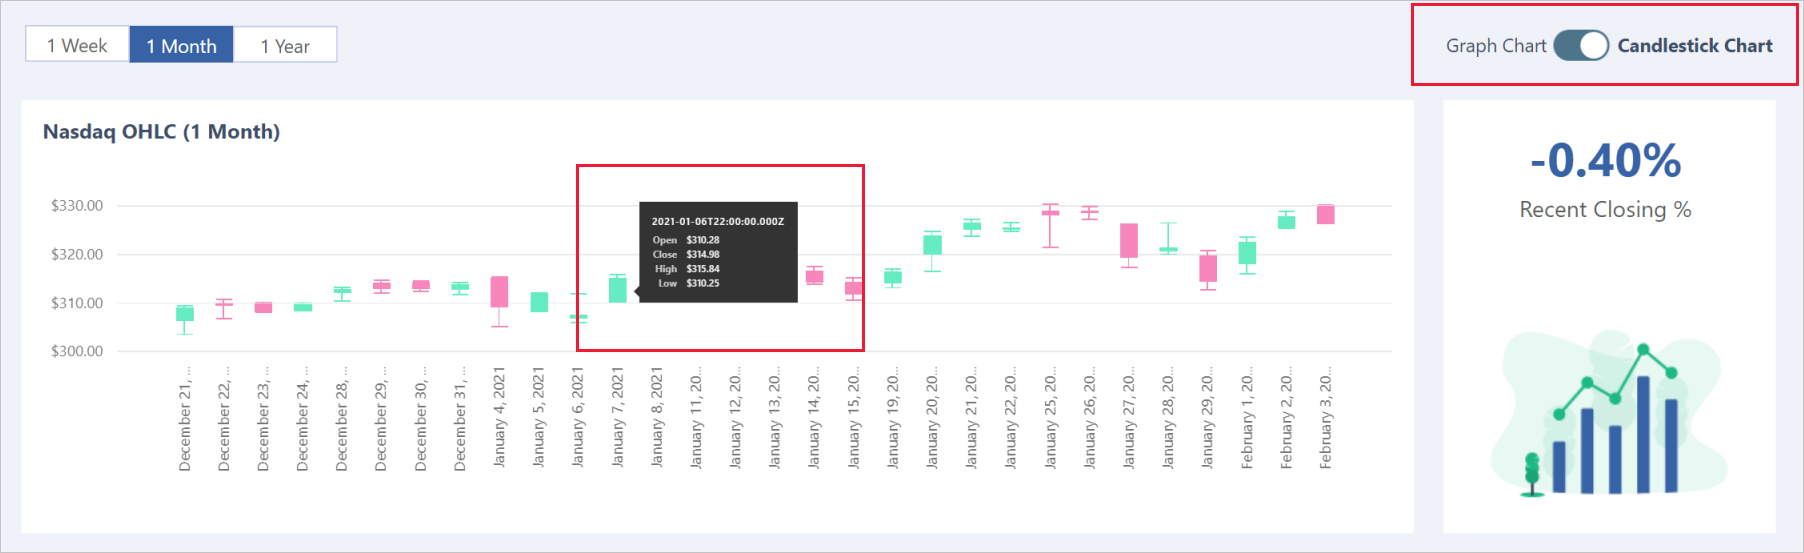 1 Week 1 Month 1 Year
Graph Chart Candlestick Chart
Nasdaq OHLC (1 Month)
$330.00
$320.00
$310.00
$300.00
2021-01-06T22:00:00.000Z
Open $310.28
Close $314.98
High $315.84
Low $310.25
December 21, ...
December 22, ...
December 23, ...
December 24, ...
December 28, ...
December 29, ...
December 30, ...
December 31, ...
January 4, 2021
January 5, 2021
January 6, 2021
January 7, 2021
January 8, 2021
January 11, 20...
January 12, 20...
January 13, 20...
January 14, 20...
January 15, 20...
January 19, 20...
January 20, 20...
January 21, 20...
January 22, 20...
January 25, 20...
January 26, 20...
January 27, 20...
January 28, 20...
January 29, 20...
February 1, 20...
February 2, 20...
February 3, 20...
-0.40%
Recent Closing %